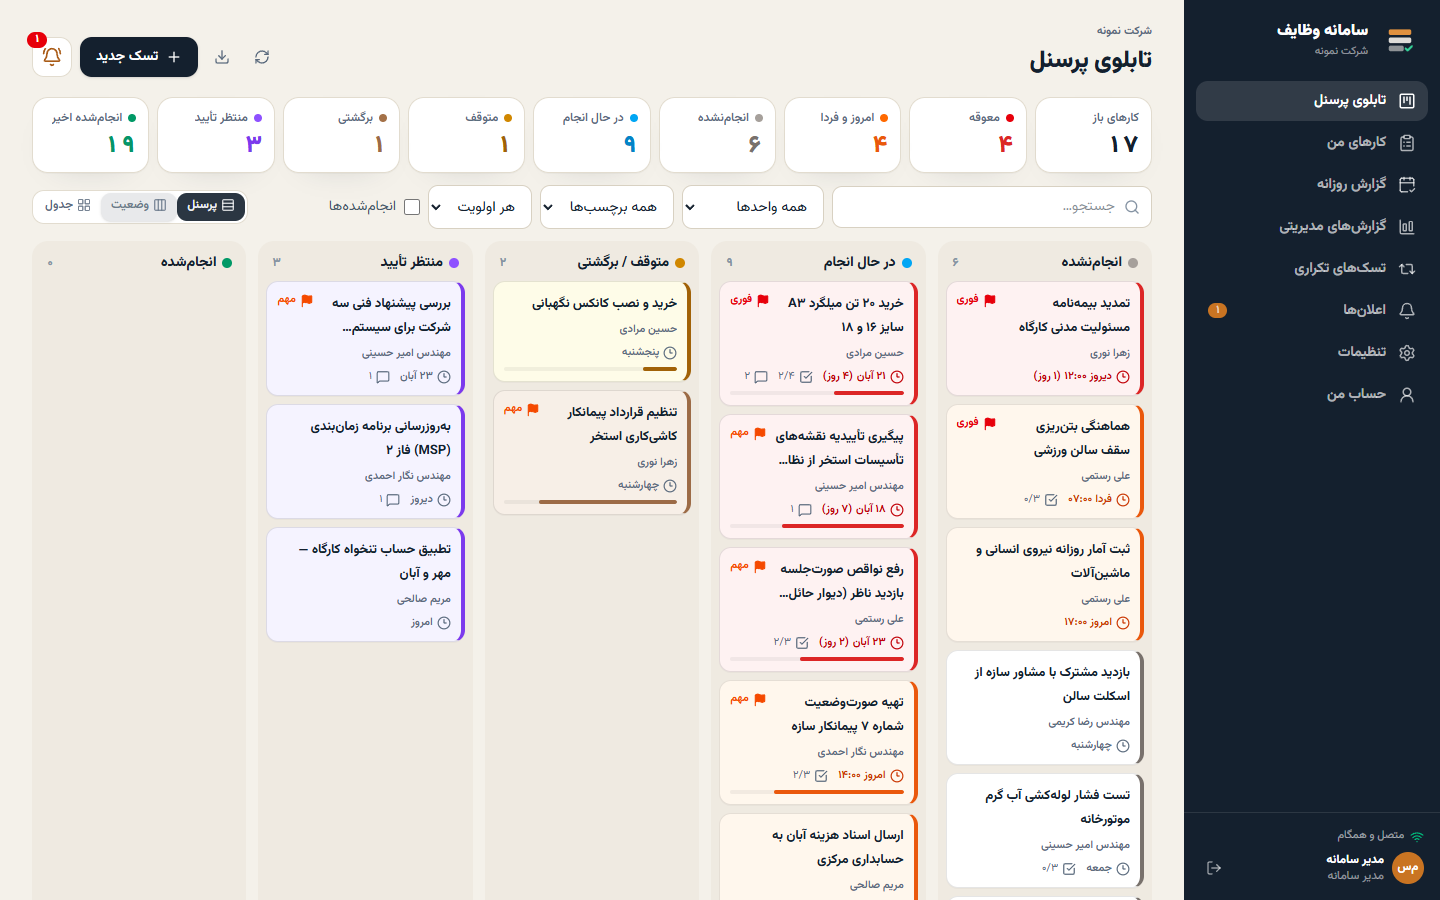 سامانه وظایف
شرکت نمونه
تابلوی پرسنل
کارهای من
گزارش روزانه
گزارش‌های مدیریتی
تسک‌های تکراری
اعلان‌ها
۱
تنظیمات
حساب من
متصل و همگام
م‌س
مدیر سامانه
مدیر سامانه
شرکت نمونه
تابلوی پرسنل
تسک جدید
۱
کارهای باز
۱۷
معوقه
۴
امروز و فردا
۴
انجام‌نشده
۶
در حال انجام
۹
متوقف
۱
برگشتی
۱
منتظر تأیید
۳
انجام‌شده اخیر
۱۹
جستجو...
همه واحدها
همه برچسب‌ها
هر اولویت
انجام‌شده‌ها
پرسنل
وضعیت
جدول
انجام‌نشده
۶
تمدید بیمه‌نامه
مسئولیت مدنی کارگاه
فوری
زهرا نوری
دیروز ۱۲:۰۰ (۱ روز)
هماهنگی بتن‌ریزی
سقف سالن ورزشی
فوری
علی رستمی
فردا ۰۷:۰۰
۰/۳
ثبت آمار روزانه نیروی انسانی و
ماشین‌آلات
علی رستمی
امروز ۱۷:۰۰
بازدید مشترک با مشاور سازه از
اسکلت سالن
مهندس رضا کریمی
چهارشنبه
تست فشار لوله‌کشی آب گرم
موتورخانه
مهندس امیر حسینی
جمعه
۰/۳
در حال انجام
۹
خرید ۲۰ تن میلگرد A۳
سایز ۱۶ و ۱۸
فوری
حسین مرادی
۲۱ آبان (۴ روز)
۲/۴
۲
پیگیری تأییدیه نقشه‌های
تأسیسات استخر از نظا...
مهم
مهندس امیر حسینی
۱۸ آبان (۷ روز)
۱
رفع نواقص صورت‌جلسه
بازدید ناظر (دیوار حائل...
مهم
علی رستمی
۲۳ آبان (۲ روز)
۲/۳
تهیه صورت‌وضعیت
شماره ۷ پیمانکار سازه
مهم
مهندس نگار احمدی
امروز ۱۴:۰۰
۲/۳
ارسال اسناد هزینه آبان به
حسابداری مرکزی
مریم صالحی
متوقف / برگشتی
۲
خرید و نصب کانکس نگهبانی
حسین مرادی
پنجشنبه
تنظیم قرارداد پیمانکار
کاشی‌کاری استخر
مهم
زهرا نوری
چهارشنبه
منتظر تأیید
۳
بررسی پیشنهاد فنی سه
شرکت برای سیستم...
مهم
مهندس امیر حسینی
۲۳ آبان
۱
به‌روزرسانی برنامه زمان‌بندی
(MSP) فاز ۲
مهندس نگار احمدی
دیروز
۱
تطبیق حساب تنخواه کارگاه —
مهر و آبان
مریم صالحی
امروز
انجام‌شده
۰